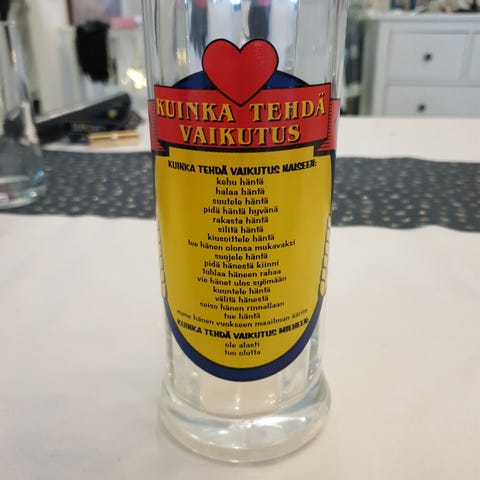 KUINKA TEHDÄ
VAIKUTUS
KUINKA TEHDÄ VAIKUTUS NAISEEN:
kehu häntä
halaa häntä
suutele häntä
pidä häntä hyvänä
rakasta häntä
silitä häntä
kiusoittele häntä
tee hänen olonsa mukavaksi
suojele häntä
pidä hänestä kiinni
tuhlaa häneen rahaa
vie hänet ulos syömään
kuuntele häntä
välitä hänestä
seiso hänen rinnallaan
tue häntä
mene hänen vuokseen maailman ääriin
KUINKA TEHDÄ VAIKUTUS MIEHEEN:
ole alasti
tuo olutta